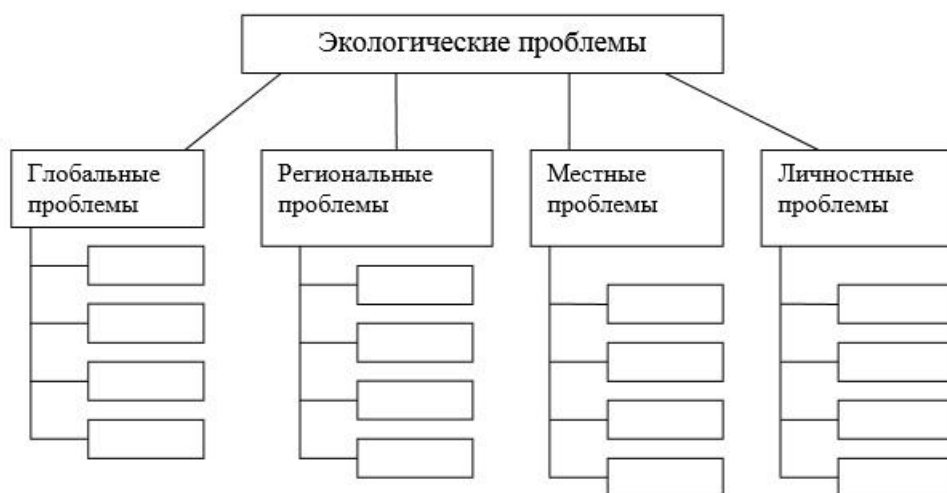 Экологические проблемы
Глобальные
проблемы
Региональные
проблемы
Местные
проблемы
Личностные
проблемы